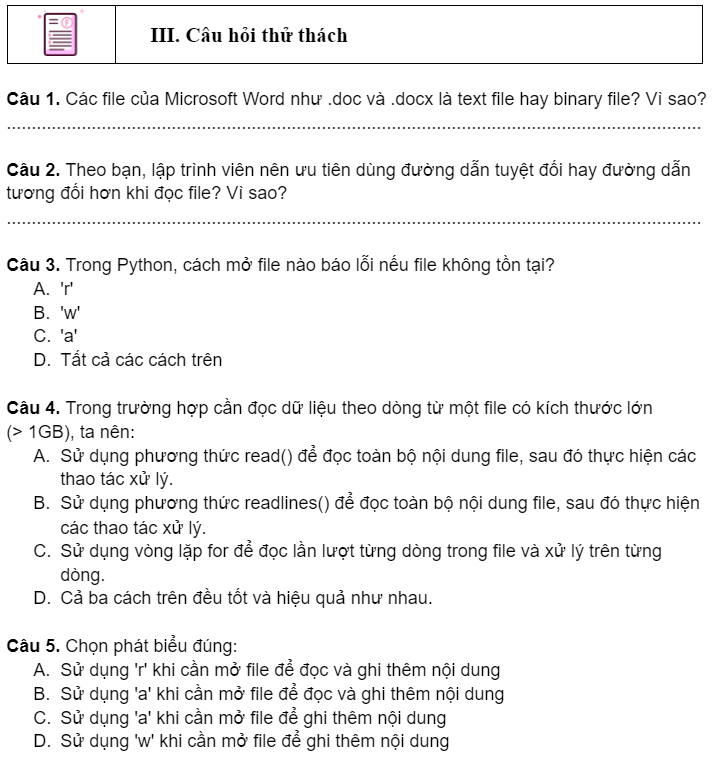 III. Câu hỏi thử thách
Câu 1. Các file của Microsoft Word như .doc và .docx là text file hay binary file? Vì sao?
Câu 2. Theo bạn, lập trình viên nên ưu tiên dùng đường dẫn tuyệt đối hay đường dẫn
tương đối hơn khi đọc file? Vì sao?
Câu 3. Trong Python, cách mở file nào báo lỗi nếu file không tồn tại?
A. 'r'
B. 'w'
C. 'a'
D. Tất cả các cách trên
Câu 4. Trong trường hợp cần đọc dữ liệu theo dòng từ một file có kích thước lớn
(> 1GB), ta nên:
A. Sử dụng phương thức read() để đọc toàn bộ nội dung file, sau đó thực hiện các
thao tác xử lý.
B. Sử dụng phương thức readlines() để đọc toàn bộ nội dung file, sau đó thực hiện
các thao tác xử lý.
C. Sử dụng vòng lặp for để đọc lần lượt từng dòng trong file và xử lý trên từng
dòng.
D. Cả ba cách trên đều tốt và hiệu quả như nhau.
Câu 5. Chọn phát biểu đúng:
A. Sử dụng 'r' khi cần mở file để đọc và ghi thêm nội dung
B. Sử dụng 'a' khi cần mở file để đọc và ghi thêm nội dung
C. Sử dụng 'a' khi cần mở file để ghi thêm nội dung
D. Sử dụng 'w' khi cần mở file để ghi thêm nội dung